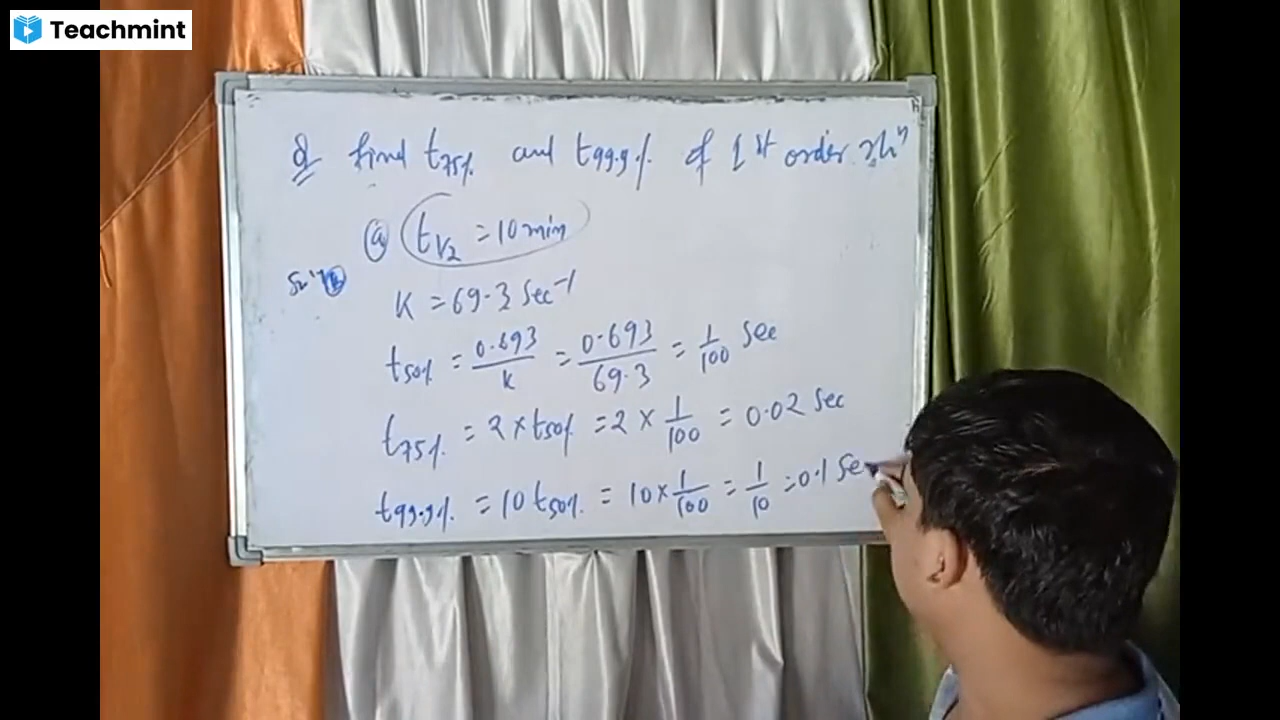 Teachmint
Q find t75% and t99.9% of 1st order rxn
(a) t1/2 = 10 min
Sol (b)
K = 69.3 Sec⁻¹
t50% = 0.693/K = 0.693/69.3 = 1/100 Sec
t75% = 2 × t50% = 2 × 1/100 = 0.02 Sec
t99.9% = 10 t50% = 10 × 1/100 = 1/10 = 0.1 Se